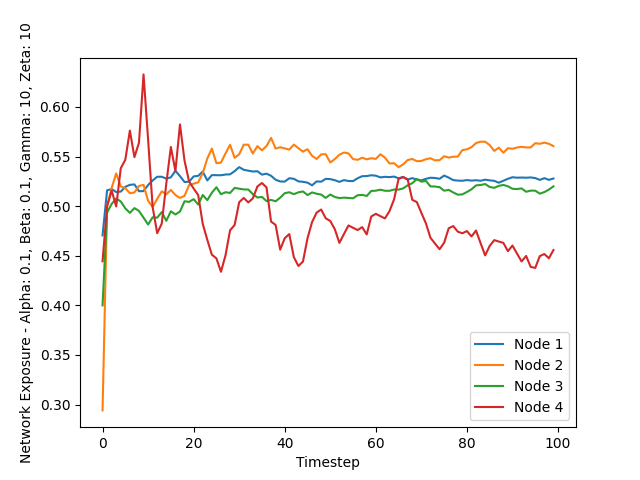 Network Exposure - Alpha: 0.1, Beta: 0.1, Gamma: 10, Zeta: 10
0.60
0.55
0.50
0.45
0.40
0.35
0.30
0
20
40
60
80
100
Timestep
Node 1
Node 2
Node 3
Node 4